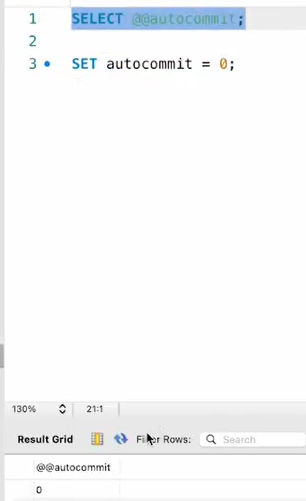 1 SELECT @@autocommit;
2
3 SET autocommit = 0;
130% 21:1
Result Grid Filter Rows: Search
@@autocommit
0